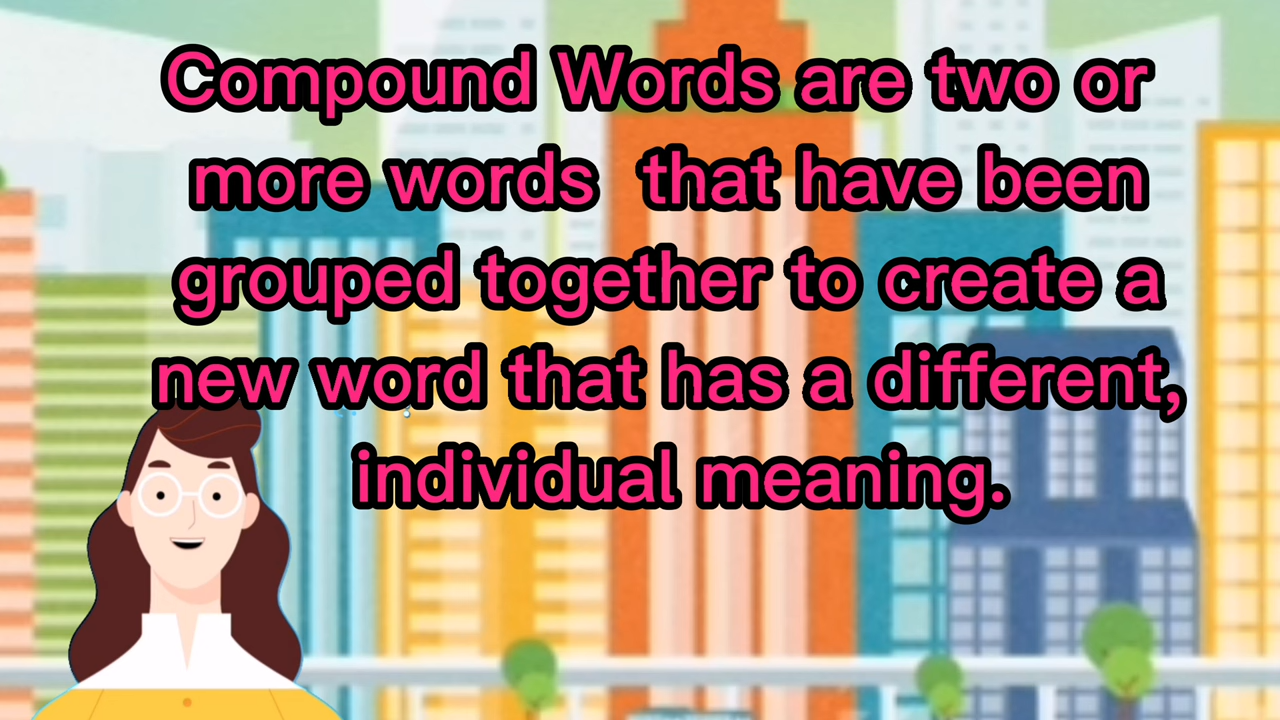 Compound Words are two or
more words that have been
grouped together to create a
new word that has a different,
individual meaning.